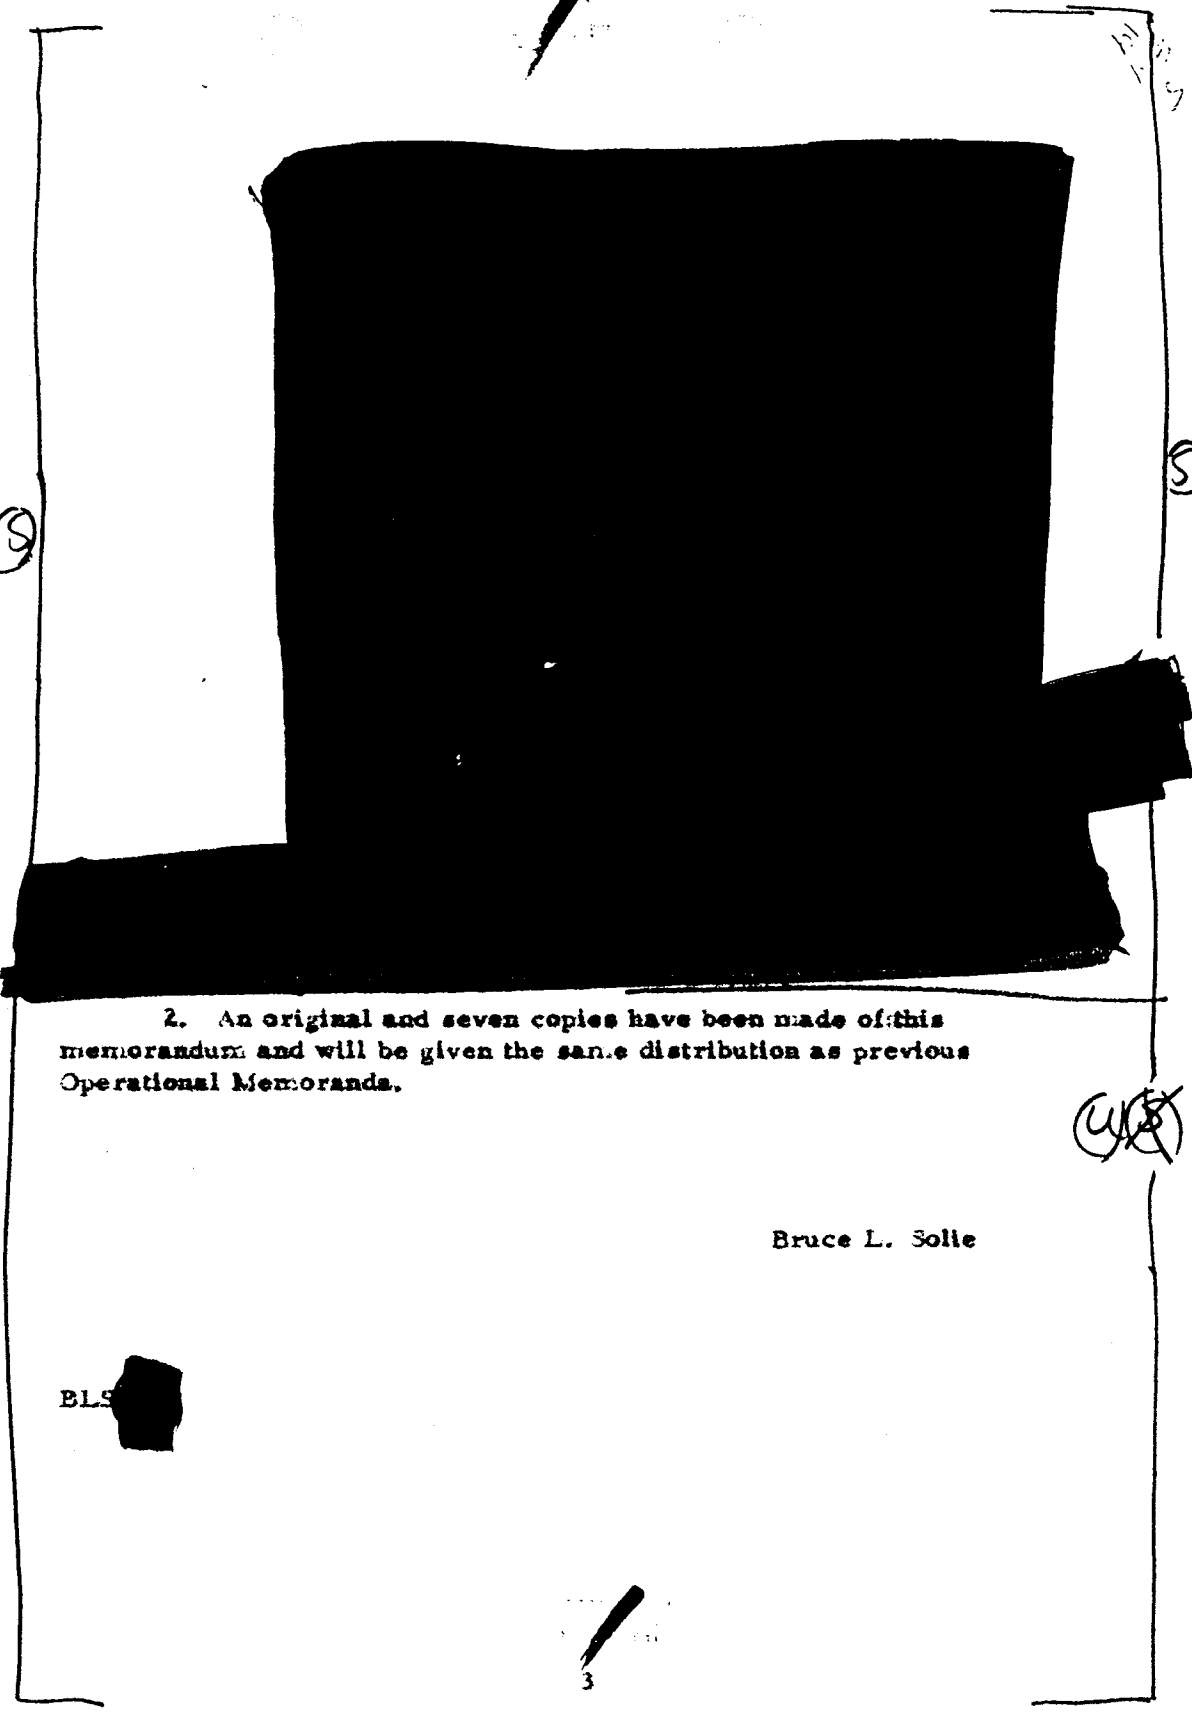 S
S
2. An original and seven copies have been made of this
memorandum and will be given the same distribution as previous
Operational Memoranda.
U S
Bruce L. Solie
BLS
3